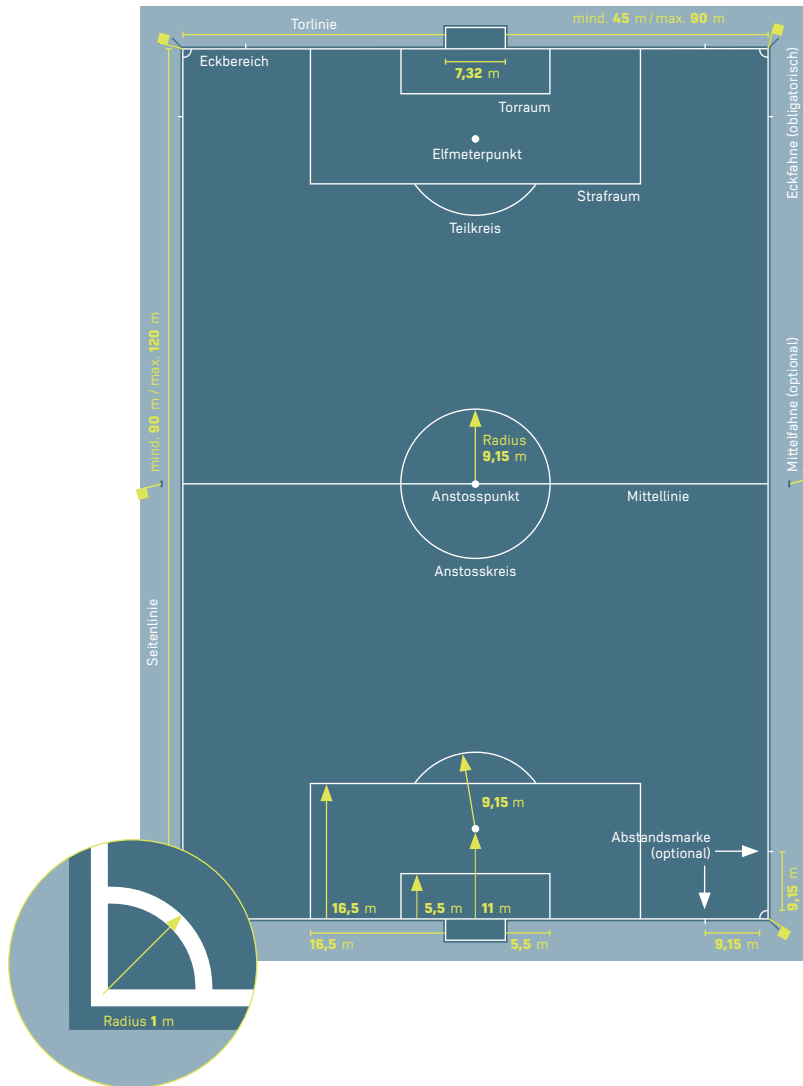 Torlinie
mind. 45 m/max. 90 m
Eckbereich
7,32 m
Torraum
Elfmeterpunkt
Strafraum
Teilkreis
Eckfahne (obligatorisch)
mind. 90 m / max. 120 m
Mittelfahne (optional)
Radius
9,15 m
Anstosspunkt
Mittellinie
Anstosskreis
Seitenlinie
9,15 m
Abstandsmarke
(optional)
9,15 m
16,5 m
5,5 m
11 m
16,5 m
5,5 m
9,15 m
Radius 1 m